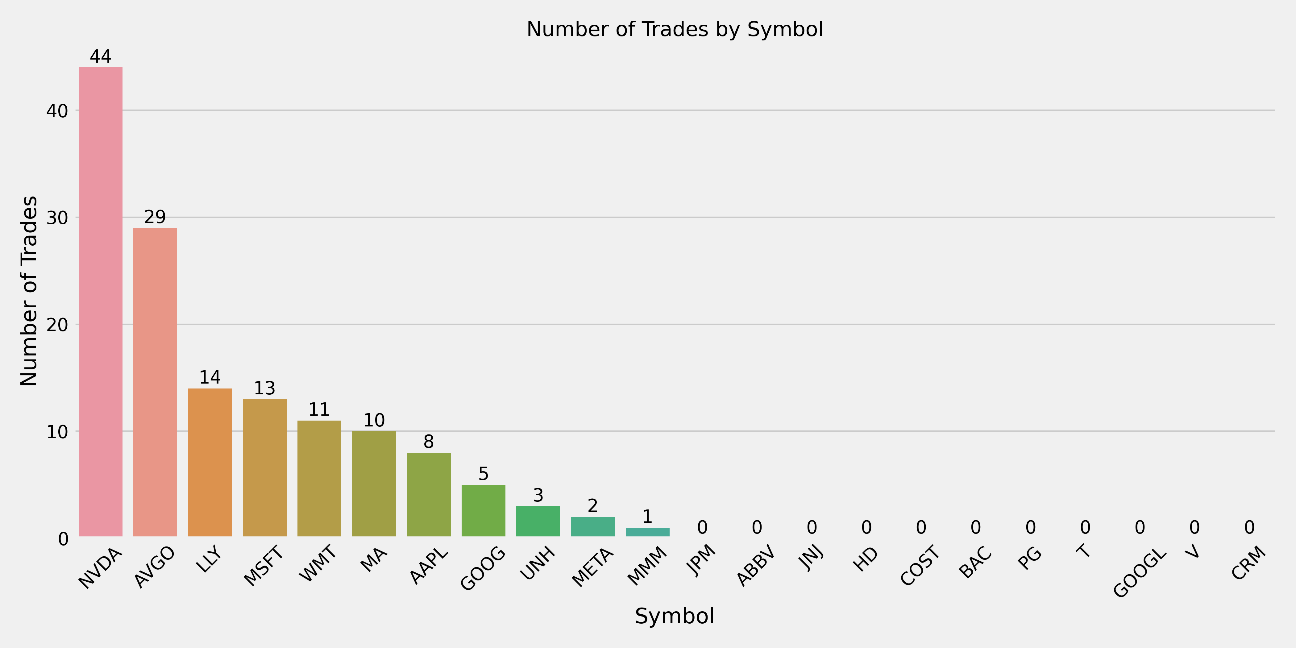 Number of Trades by Symbol
44
29
14
13
11
10
8
5
3
2
1
0
0
0
0
0
0
0
0
0
0
0
40
30
20
10
0
Number of Trades
NVDA
AVGO
LLY
MSFT
WMT
MA
AAPL
GOOG
UNH
META
MMM
JPM
ABBV
JNJ
HD
COST
BAC
PG
T
GOOGL
V
CRM
Symbol